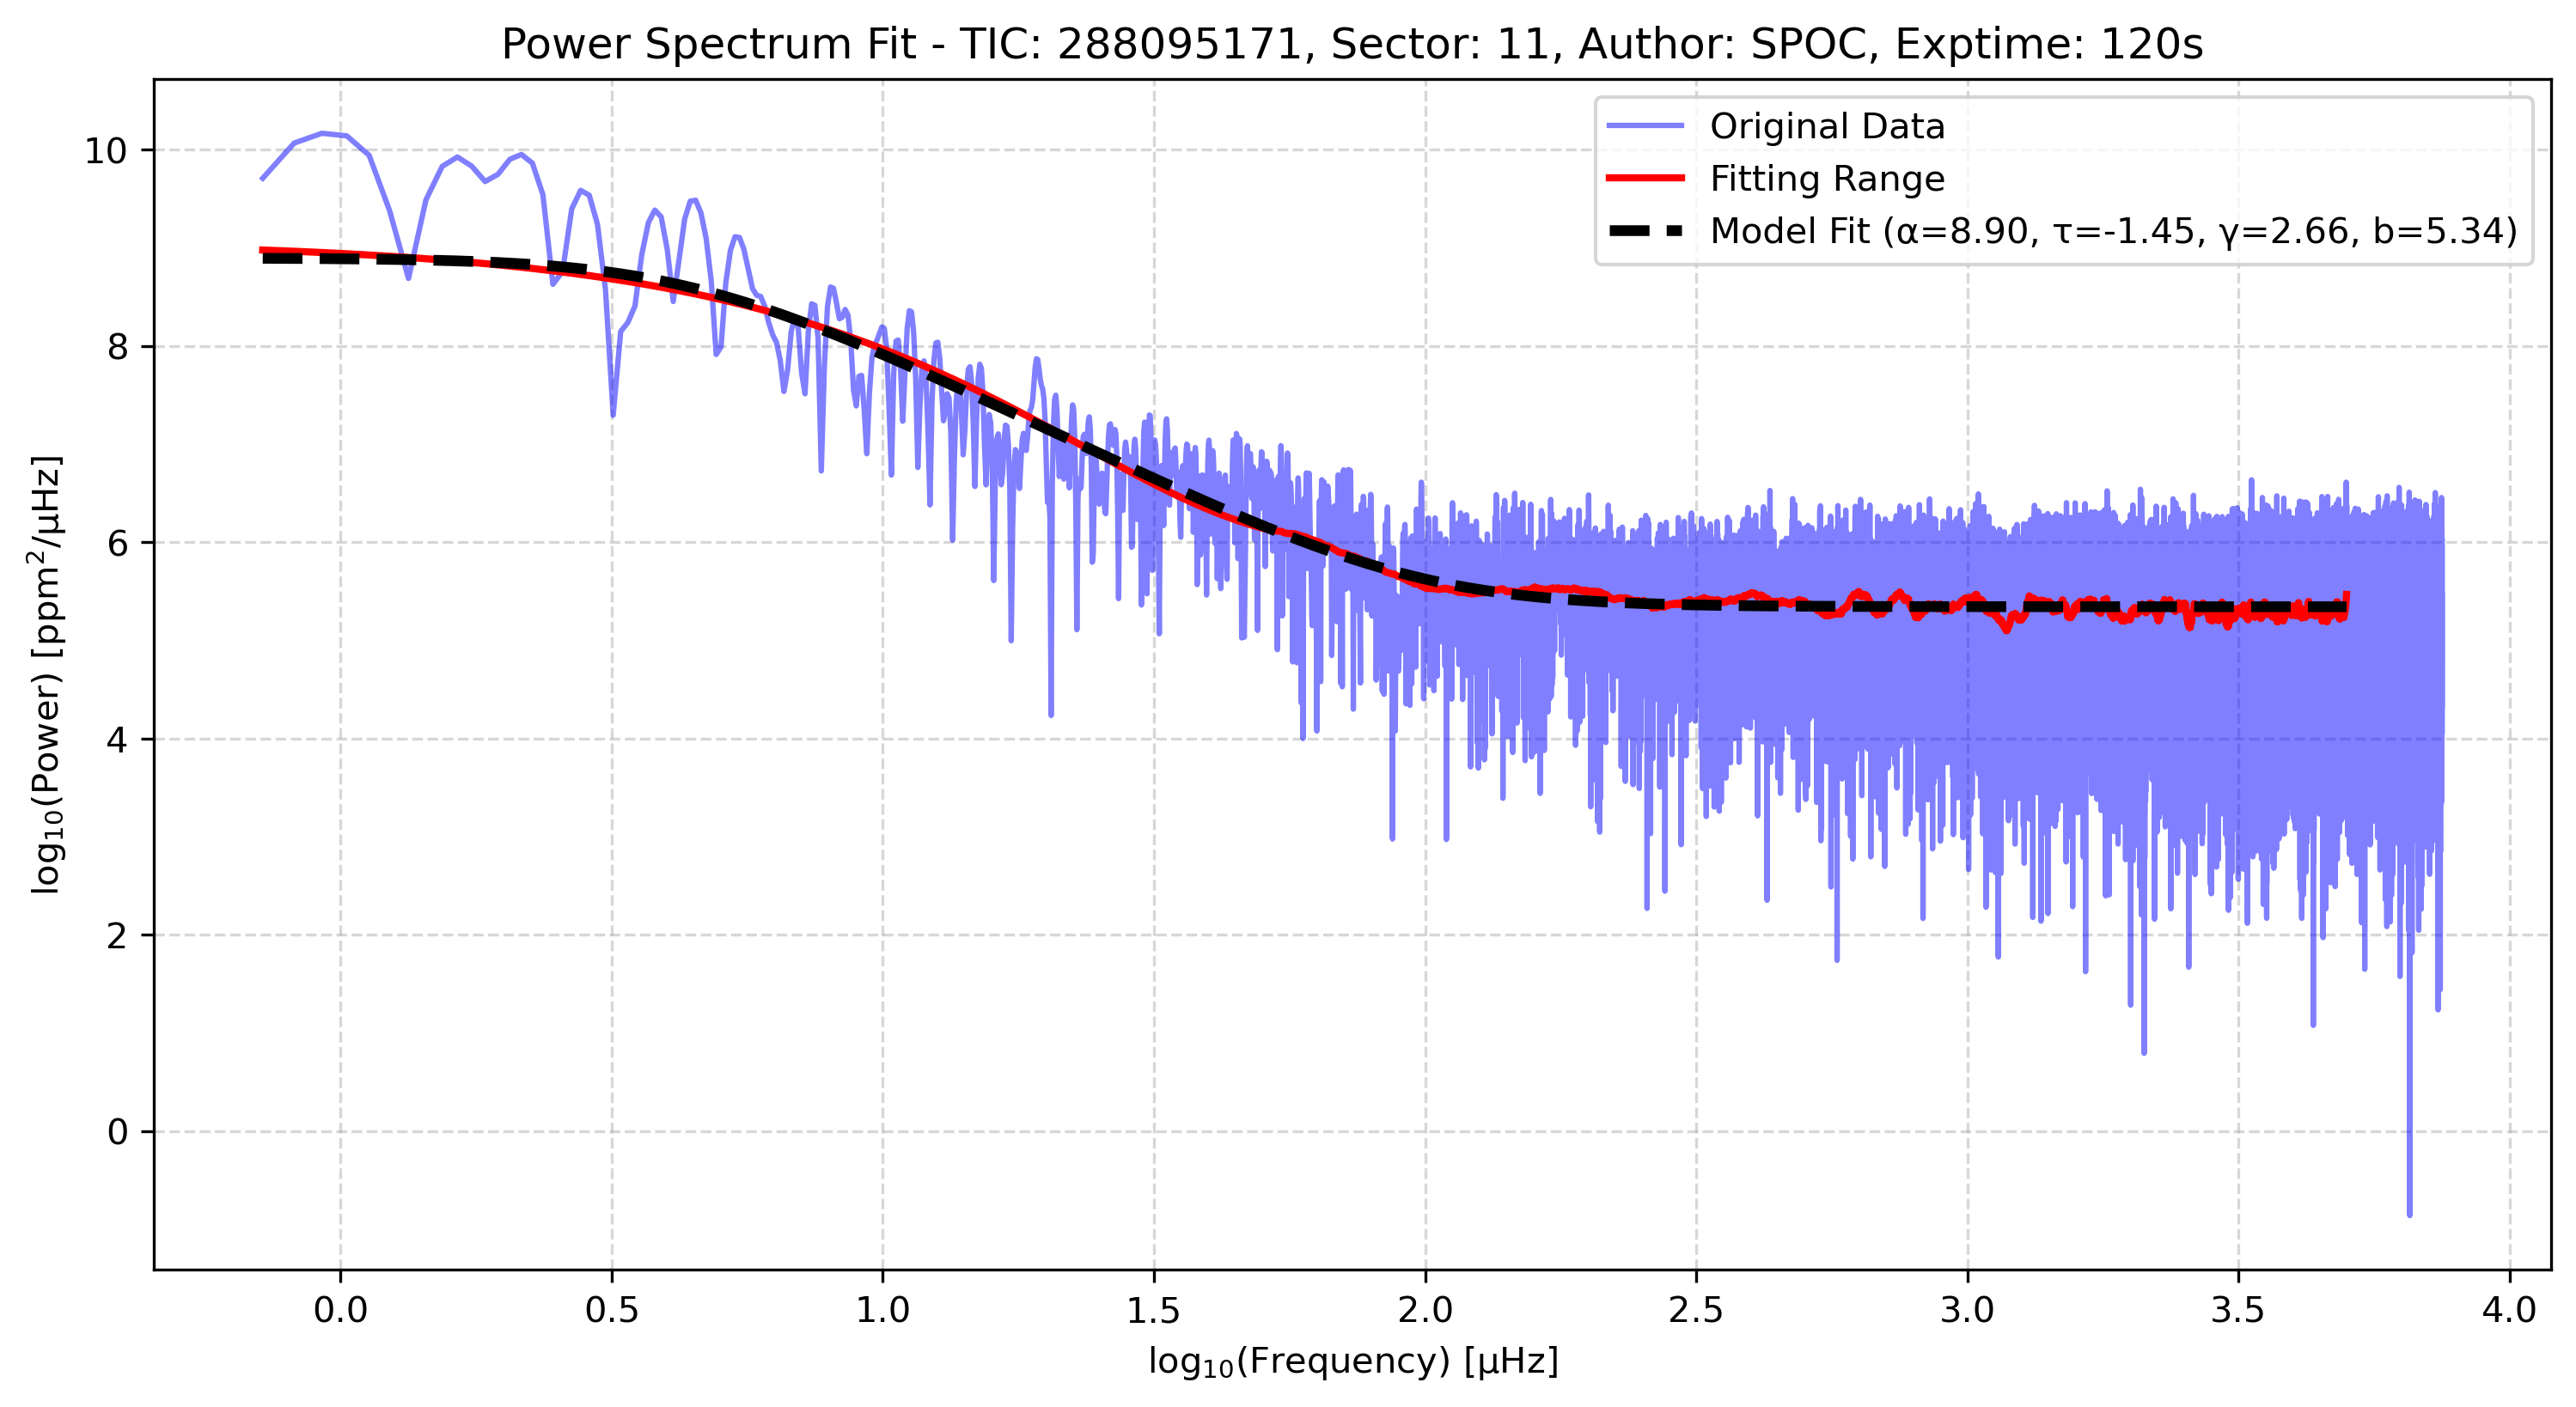 Power Spectrum Fit - TIC: 288095171, Sector: 11, Author: SPOC, Exptime: 120s
Original Data
Fitting Range
Model Fit (α=8.90, τ=-1.45, γ=2.66, b=5.34)
log₁₀(Power) [ppm²/μHz]
10
8
6
4
2
0
0.0 0.5 1.0 1.5 2.0 2.5 3.0 3.5 4.0
log₁₀(Frequency) [μHz]